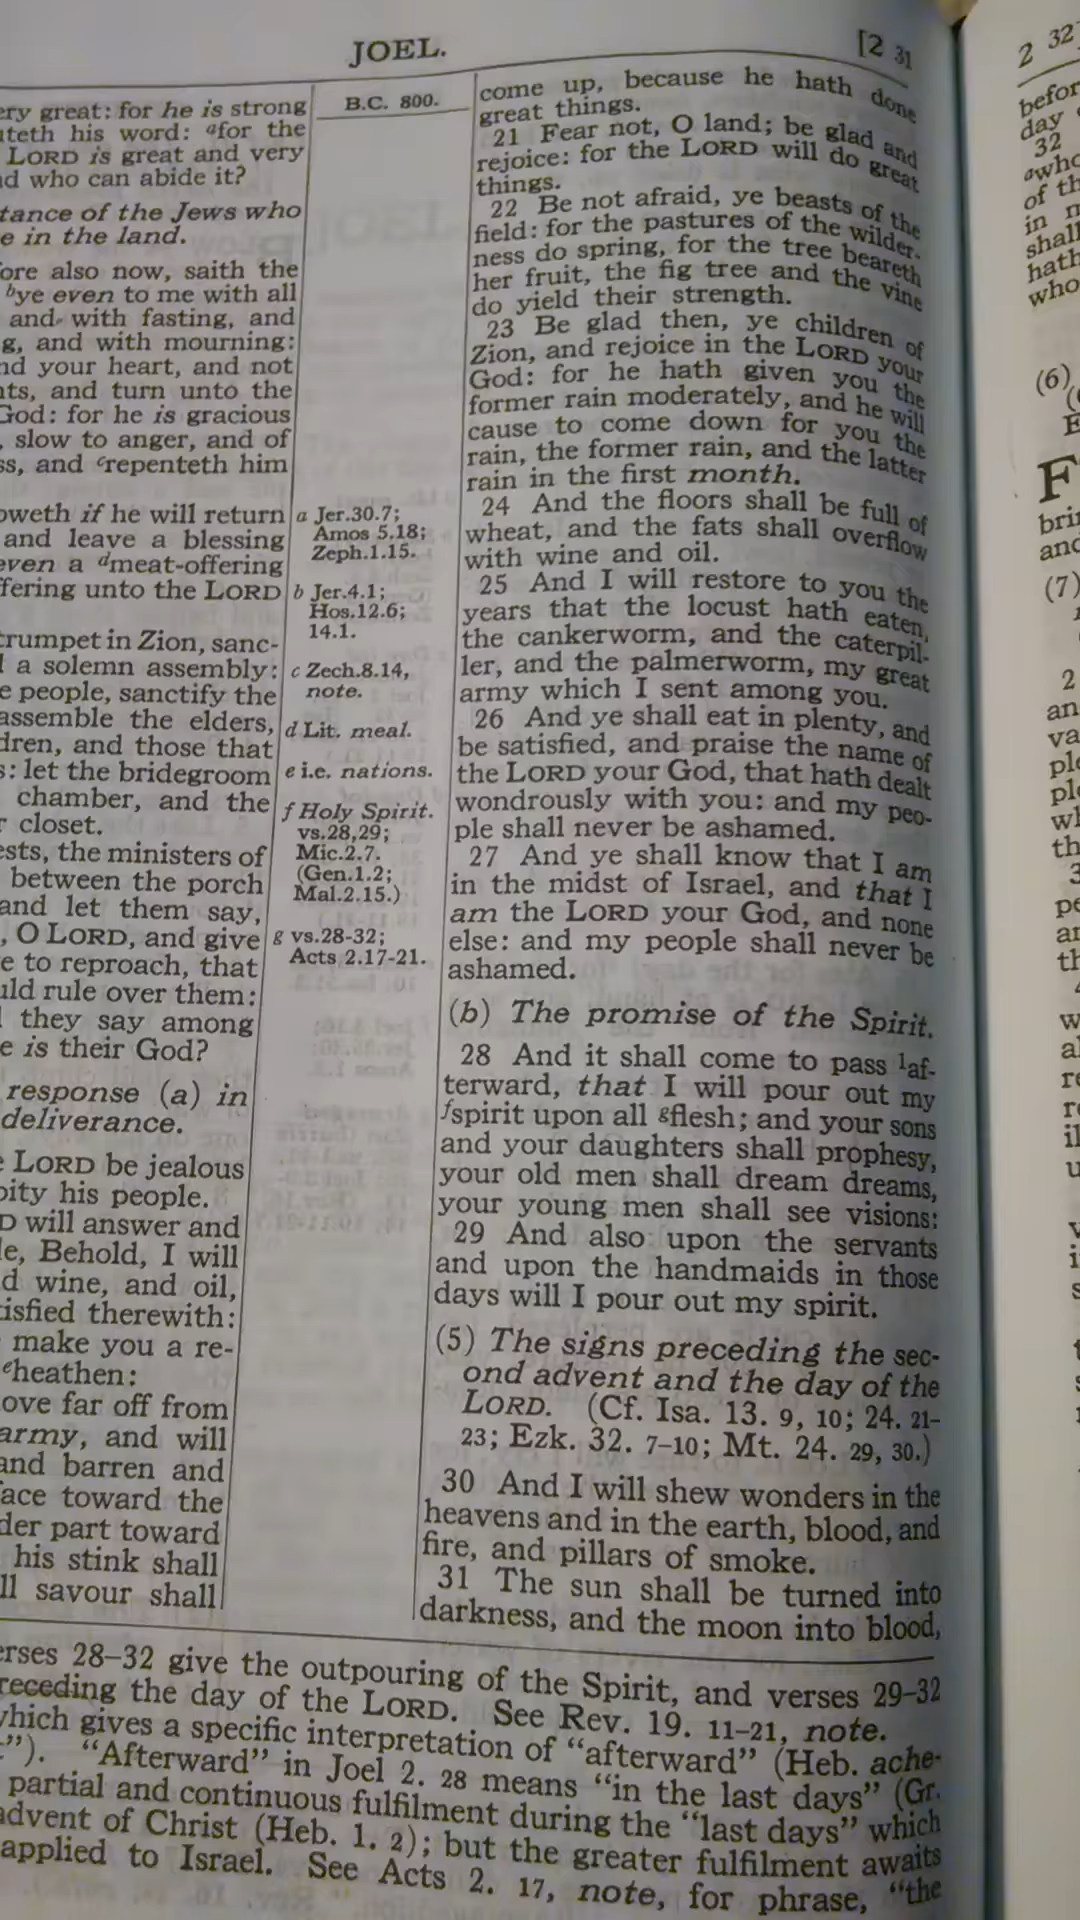 JOEL.
[2 31
ery great: for he is strong
uteth his word: ᵃfor the
LORD is great and very
nd who can abide it?
tance of the Jews who
e in the land.
ore also now, saith the
ᵇye even to me with all
and with fasting, and
g, and with mourning:
nd your heart, and not
nts, and turn unto the
God: for he is gracious
, slow to anger, and of
ss, and ᶜrepenteth him
oweth if he will return
and leave a blessing
even a ᵈmeat-offering
ffering unto the LORD
trumpet in Zion, sanc-
l a solemn assembly:
e people, sanctify the
assemble the elders,
dren, and those that
s: let the bridegroom
chamber, and the
r closet.
ests, the ministers of
between the porch
and let them say,
, O LORD, and give
e to reproach, that
uld rule over them:
l they say among
e is their God?
response (a) in
deliverance.
e LORD be jealous
pity his people.
D will answer and
le, Behold, I will
d wine, and oil,
tisfied therewith:
make you a re-
ᵉheathen:
ove far off from
army, and will
and barren and
face toward the
der part toward
his stink shall
ll savour shall
B.C. 800.
a Jer.30.7;
Amos 5.18;
Zeph.1.15.
b Jer.4.1;
Hos.12.6;
14.1.
c Zech.8.14,
note.
d Lit. meal.
e i.e. nations.
f Holy Spirit.
vs.28,29;
Mic.2.7.
(Gen.1.2;
Mal.2.15.)
g vs.28-32;
Acts 2.17-21.
come up, because he hath done
great things.
21 Fear not, O land; be glad and
rejoice: for the LORD will do great
things.
22 Be not afraid, ye beasts of the
field: for the pastures of the wilder-
ness do spring, for the tree beareth
her fruit, the fig tree and the vine
do yield their strength.
23 Be glad then, ye children of
Zion, and rejoice in the LORD your
God: for he hath given you the
former rain moderately, and he will
cause to come down for you the
rain, the former rain, and the latter
rain in the first month.
24 And the floors shall be full of
wheat, and the fats shall overflow
with wine and oil.
25 And I will restore to you the
years that the locust hath eaten,
the cankerworm, and the caterpil-
ler, and the palmerworm, my great
army which I sent among you.
26 And ye shall eat in plenty, and
be satisfied, and praise the name of
the LORD your God, that hath dealt
wondrously with you: and my peo-
ple shall never be ashamed.
27 And ye shall know that I am
in the midst of Israel, and that I
am the LORD your God, and none
else: and my people shall never be
ashamed.
(b) The promise of the Spirit.
28 And it shall come to pass ¹af-
terward, that I will pour out my
ᶠspirit upon all ᵍflesh; and your sons
and your daughters shall prophesy,
your old men shall dream dreams,
your young men shall see visions:
29 And also upon the servants
and upon the handmaids in those
days will I pour out my spirit.
(5) The signs preceding the sec-
ond advent and the day of the
LORD. (Cf. Isa. 13. 9, 10; 24. 21-
23; Ezk. 32. 7-10; Mt. 24. 29, 30.)
30 And I will shew wonders in the
heavens and in the earth, blood, and
fire, and pillars of smoke.
31 The sun shall be turned into
darkness, and the moon into blood,
erses 28-32 give the outpouring of the Spirit, and verses 29-32
receding the day of the LORD. See Rev. 19. 11-21, note.
which gives a specific interpretation of "afterward" (Heb. ache-
"). "Afterward" in Joel 2. 28 means "in the last days" (Gr.
partial and continuous fulfilment during the "last days" which
advent of Christ (Heb. 1. 2); but the greater fulfilment awaits
applied to Israel. See Acts 2. 17, note, for phrase, "the
2 32
befor
day
32
ᵃwho
of th
in
shall
hath
who
(6)
E
F
brin
and
(7)
2
an
va
ple
ple
wh
th
pe
an
th
w
al
re